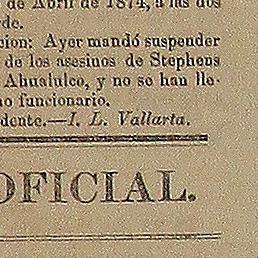 de Abril de 1874, a las dos
rde.
cion: Ayer mandó suspender
de los asesinos de Stephens
Ahualulco, y no se han lle-
no funcionario.
dente.—I. L. Vallarta.
OFICIAL.